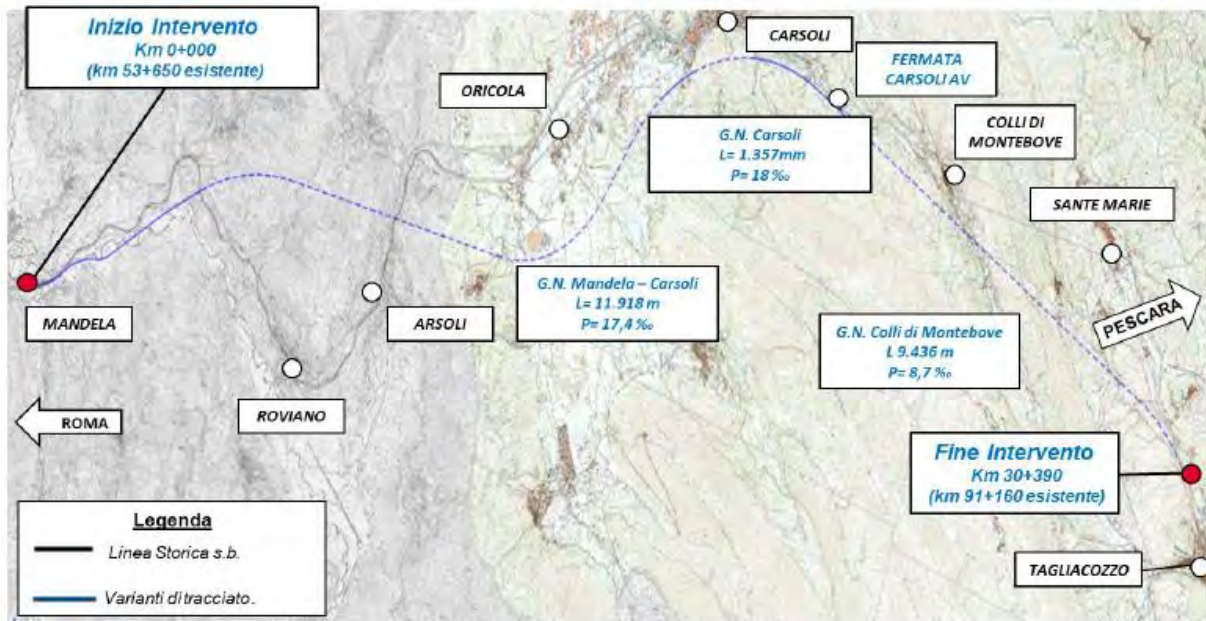 Inizio Intervento
Km 0+000
(km 53+650 esistente)
CARSOLI
FERMATA
CARSOLI AV
ORICOLA
COLLI DI
MONTEBOVE
G.N. Carsoli
L= 1.357mm
P= 18 ‰
SANTE MARIE
G.N. Mandela – Carsoli
L= 11.918 m
P= 17,4 ‰
MANDELA
ARSOLI
PESCARA
G.N. Colli di Montebove
L 9.436 m
P= 8,7 ‰
ROMA
ROVIANO
Fine Intervento
Km 30+390
(km 91+160 esistente)
Legenda
Linea Storica s.b.
Varianti di tracciato.
TAGLIACOZZO